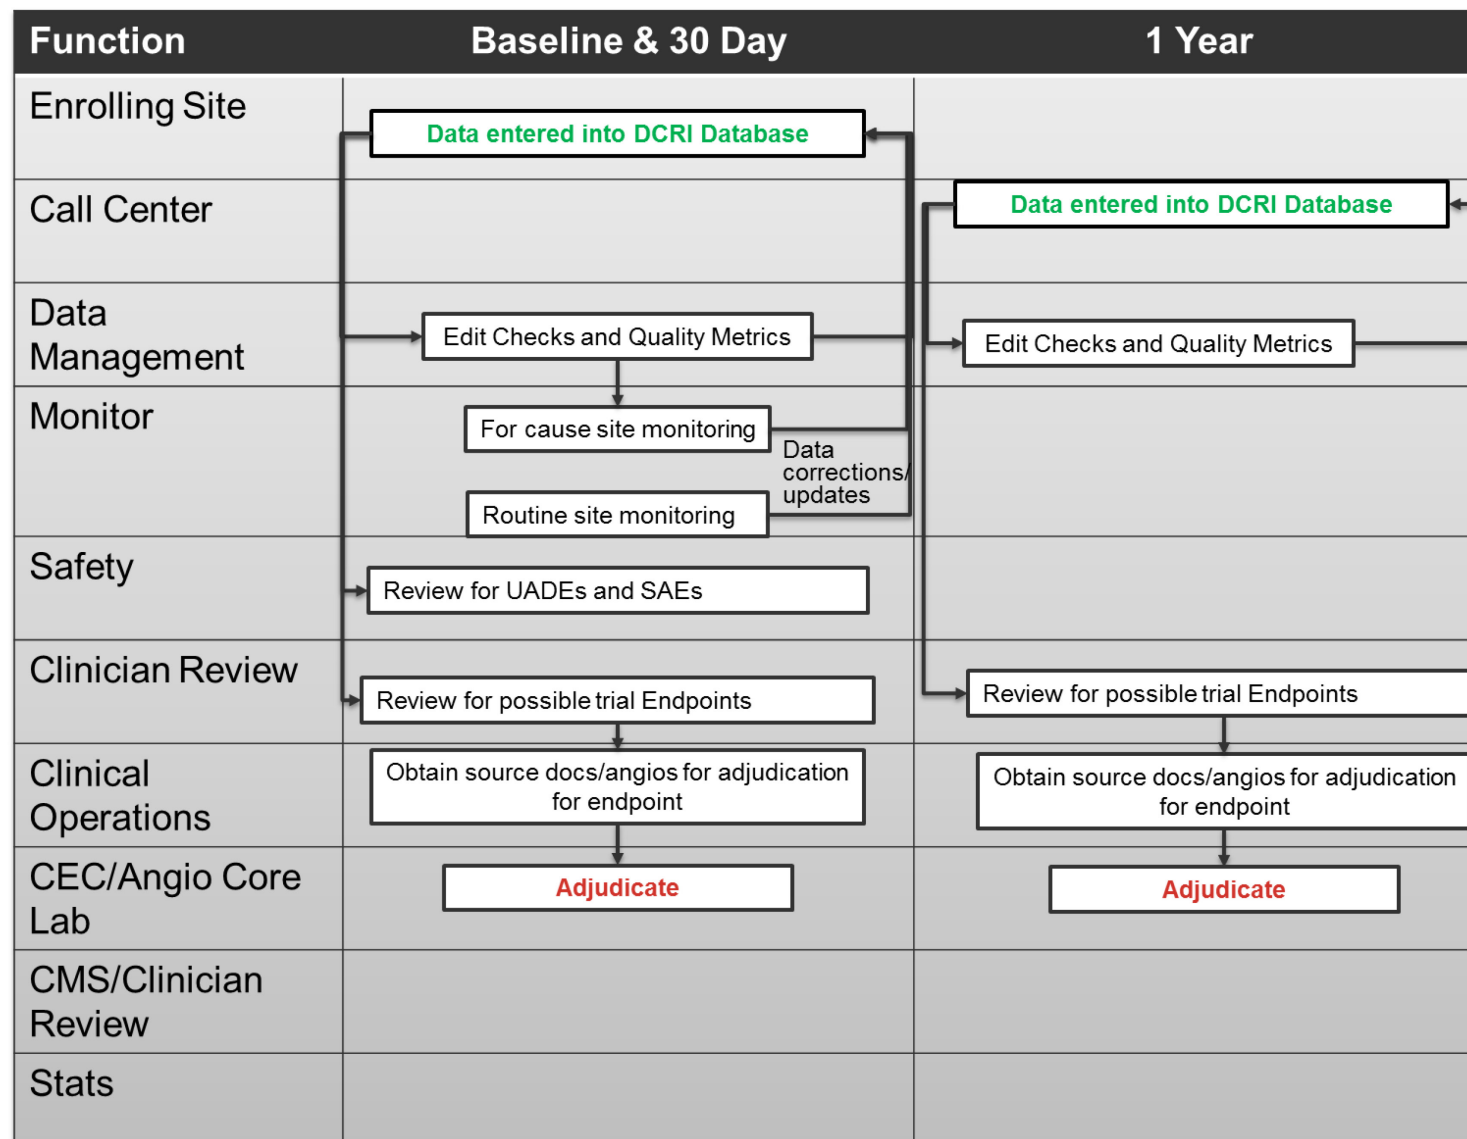 Function Baseline & 30 Day 1 Year
Enrolling Site
Data entered into DCRI Database
Call Center
Data entered into DCRI Database
Data
Management
Edit Checks and Quality Metrics
Edit Checks and Quality Metrics
Monitor
For cause site monitoring
Data
corrections/
updates
Routine site monitoring
Safety
Review for UADEs and SAEs
Clinician Review
Review for possible trial Endpoints
Review for possible trial Endpoints
Clinical
Operations
Obtain source docs/angios for adjudication
for endpoint
Obtain source docs/angios for adjudication
for endpoint
CEC/Angio Core
Lab
Adjudicate
Adjudicate
CMS/Clinician
Review
Stats